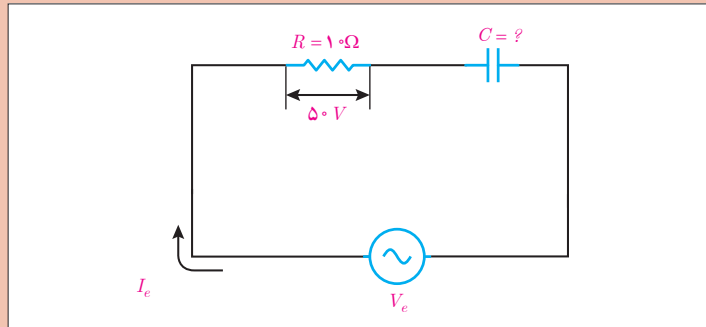 R = ۱۰Ω
C = ?
۵۰ V
I_e
V_e